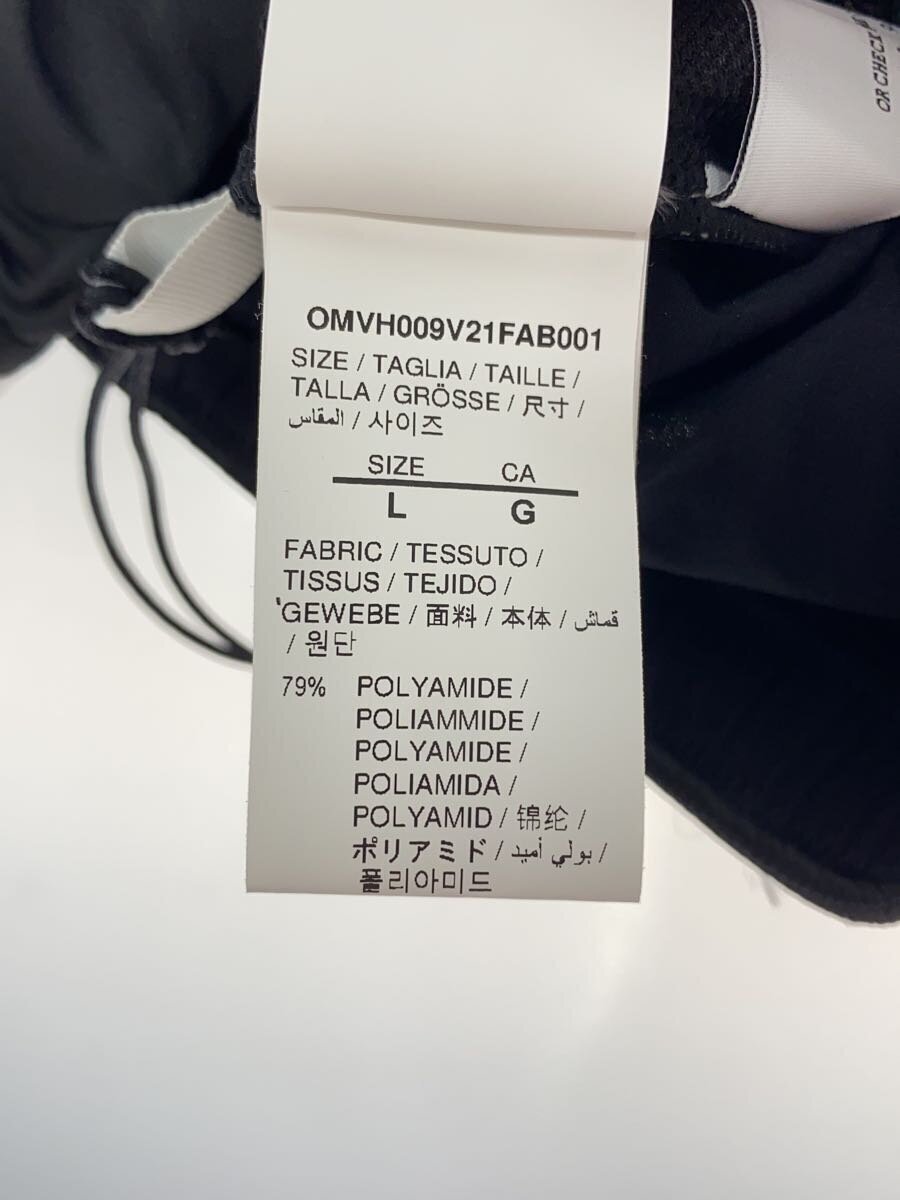 OR CHECK
OMVH009V21FAB001
SIZE / TAGLIA / TAILLE /
TALLA / GRÖSSE / 尺寸 /
المقاس / 사이즈
SIZE CA
L G
FABRIC / TESSUTO /
TISSUS / TEJIDO /
GEWEBE / 面料 / 本体 / قماش
/ 원단
79% POLYAMIDE /
POLIAMMIDE /
POLYAMIDE /
POLIAMIDA /
POLYAMID / 锦纶 /
ポリアミド / بولي أميد /
폴리아미드